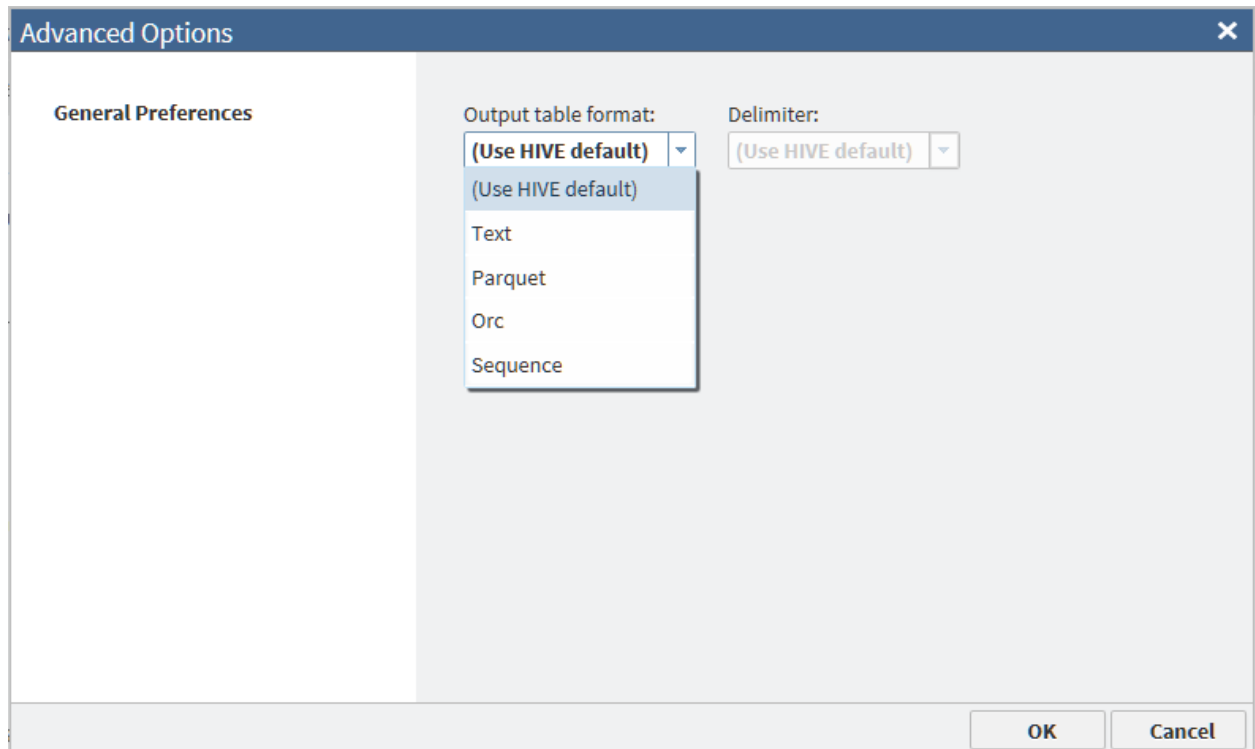 Advanced Options
General Preferences
Output table format: Delimiter:
(Use HIVE default) (Use HIVE default)
(Use HIVE default)
Text
Parquet
Orc
Sequence
OK Cancel